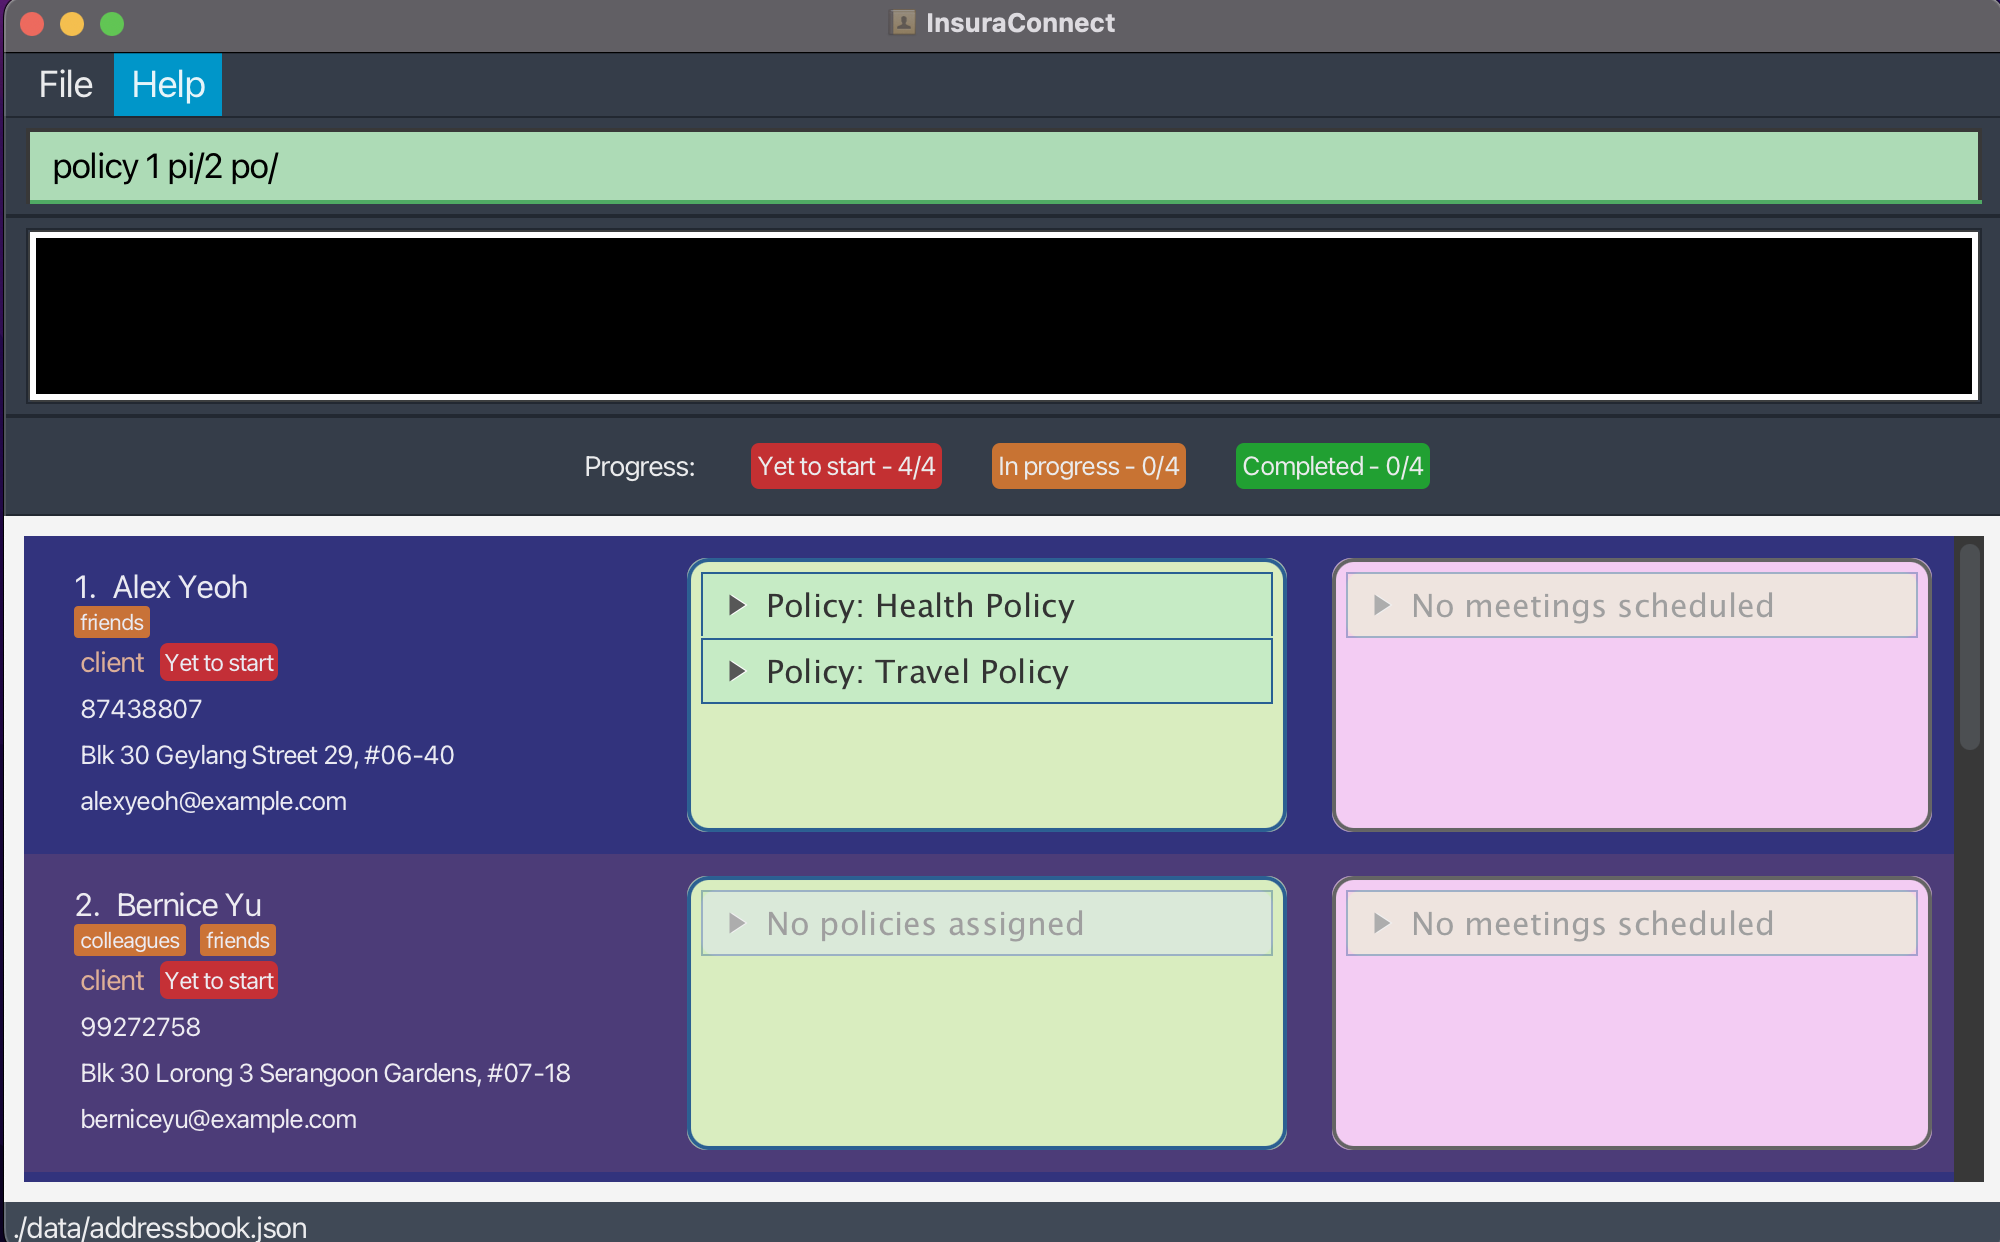 InsuraConnect
File Help
policy 1 pi/2 po/
Progress: Yet to start - 4/4 In progress - 0/4 Completed - 0/4
1. Alex Yeoh
friends
client Yet to start
87438807
Blk 30 Geylang Street 29, #06-40
alexyeoh@example.com
Policy: Health Policy
Policy: Travel Policy
No meetings scheduled
2. Bernice Yu
colleagues friends
client Yet to start
99272758
Blk 30 Lorong 3 Serangoon Gardens, #07-18
berniceyu@example.com
No policies assigned
No meetings scheduled
./data/addressbook.json